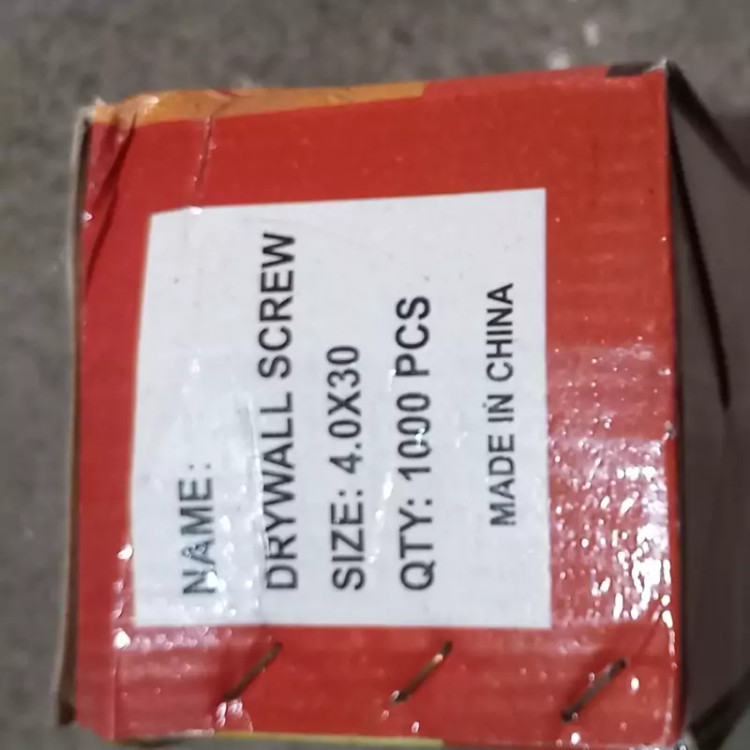 NAME:
DRYWALL SCREW
SIZE: 4.0X30
QTY: 1000 PCS
MADE IN CHINA